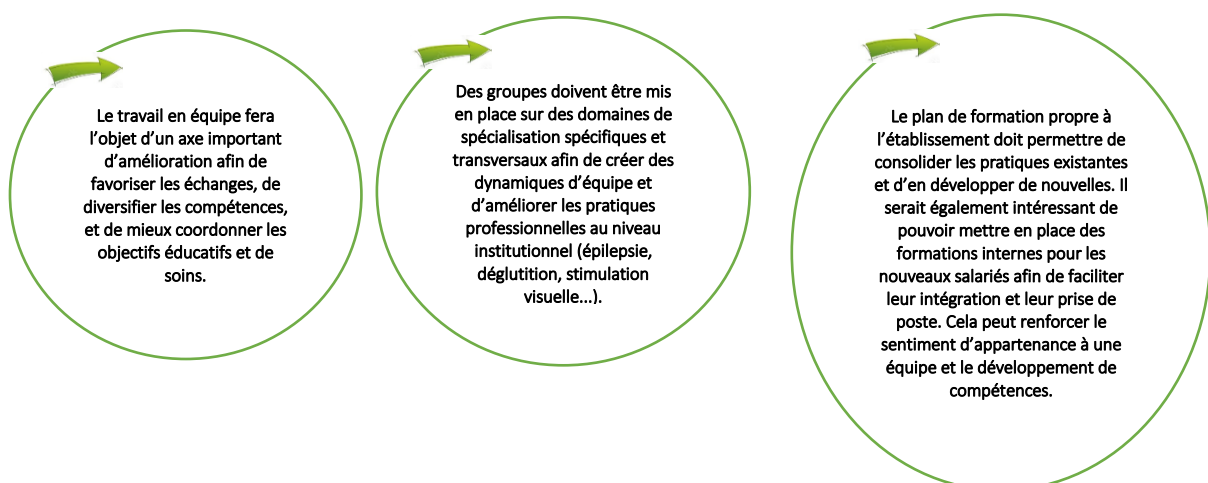 Le travail en équipe fera
l’objet d’un axe important
d’amélioration afin de
favoriser les échanges, de
diversifier les compétences,
et de mieux coordonner les
objectifs éducatifs et de
soins.
Des groupes doivent être mis
en place sur des domaines de
spécialisation spécifiques et
transversaux afin de créer des
dynamiques d’équipe et
d’améliorer les pratiques
professionnelles au niveau
institutionnel (épilepsie,
déglutition, stimulation
visuelle...).
Le plan de formation propre à
l’établissement doit permettre de
consolider les pratiques existantes
et d’en développer de nouvelles. Il
serait également intéressant de
pouvoir mettre en place des
formations internes pour les
nouveaux salariés afin de faciliter
leur intégration et leur prise de
poste. Cela peut renforcer le
sentiment d’appartenance à une
équipe et le développement de
compétences.